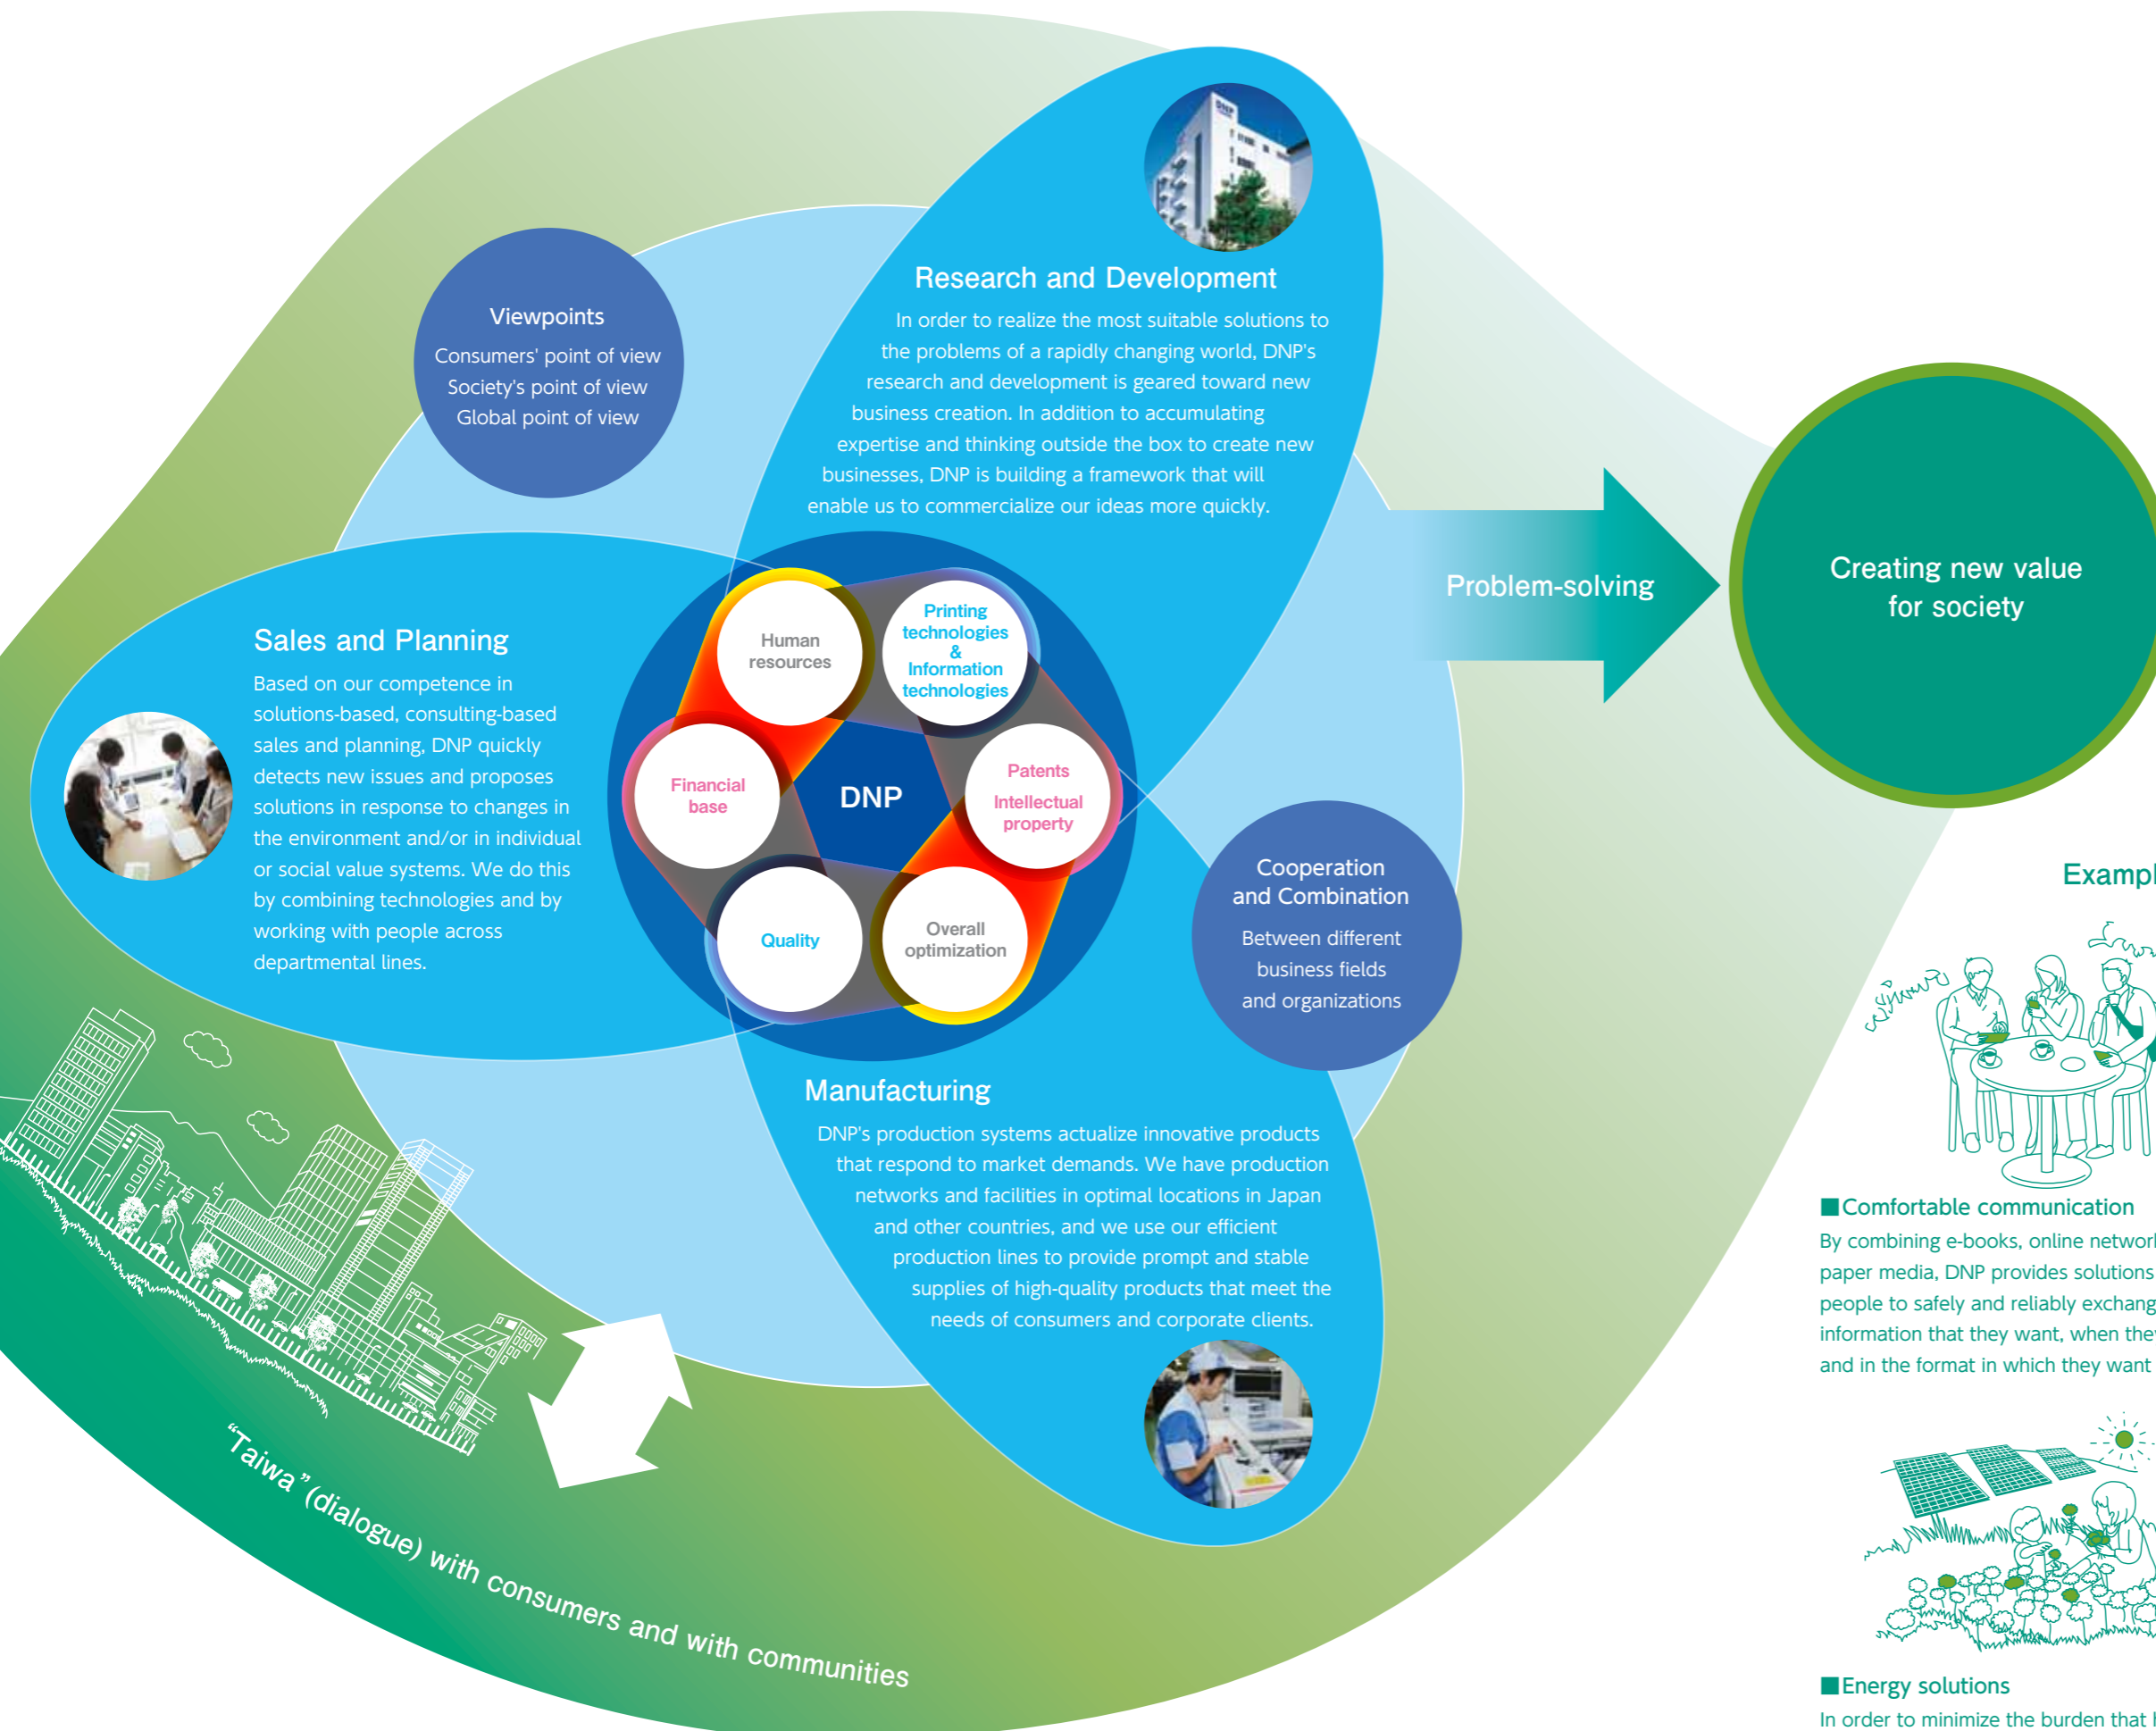 Research and Development
In order to realize the most suitable solutions to
the problems of a rapidly changing world, DNP's
research and development is geared toward new
business creation. In addition to accumulating
expertise and thinking outside the box to create new
businesses, DNP is building a framework that will
enable us to commercialize our ideas more quickly.
Viewpoints
Consumers' point of view
Society's point of view
Global point of view
Sales and Planning
Based on our competence in
solutions-based, consulting-based
sales and planning, DNP quickly
detects new issues and proposes
solutions in response to changes in
the environment and/or in individual
or social value systems. We do this
by combining technologies and by
working with people across
departmental lines.
Human
resources
Printing
technologies
&
Information
technologies
Financial
base
DNP
Patents
Intellectual
property
Quality
Overall
optimization
Cooperation
and Combination
Between different
business fields
and organizations
Manufacturing
DNP's production systems actualize innovative products
that respond to market demands. We have production
networks and facilities in optimal locations in Japan
and other countries, and we use our efficient
production lines to provide prompt and stable
supplies of high-quality products that meet the
needs of consumers and corporate clients.
"Taiwa" (dialogue) with consumers and with communities
Problem-solving
Creating new value
for society
■Comfortable communication
By combining e-books, online
paper media, DNP provides solutions
people to safely and reliably
information that they want, when
and in the format in which they want
■Energy solutions
In order to minimize the burden that